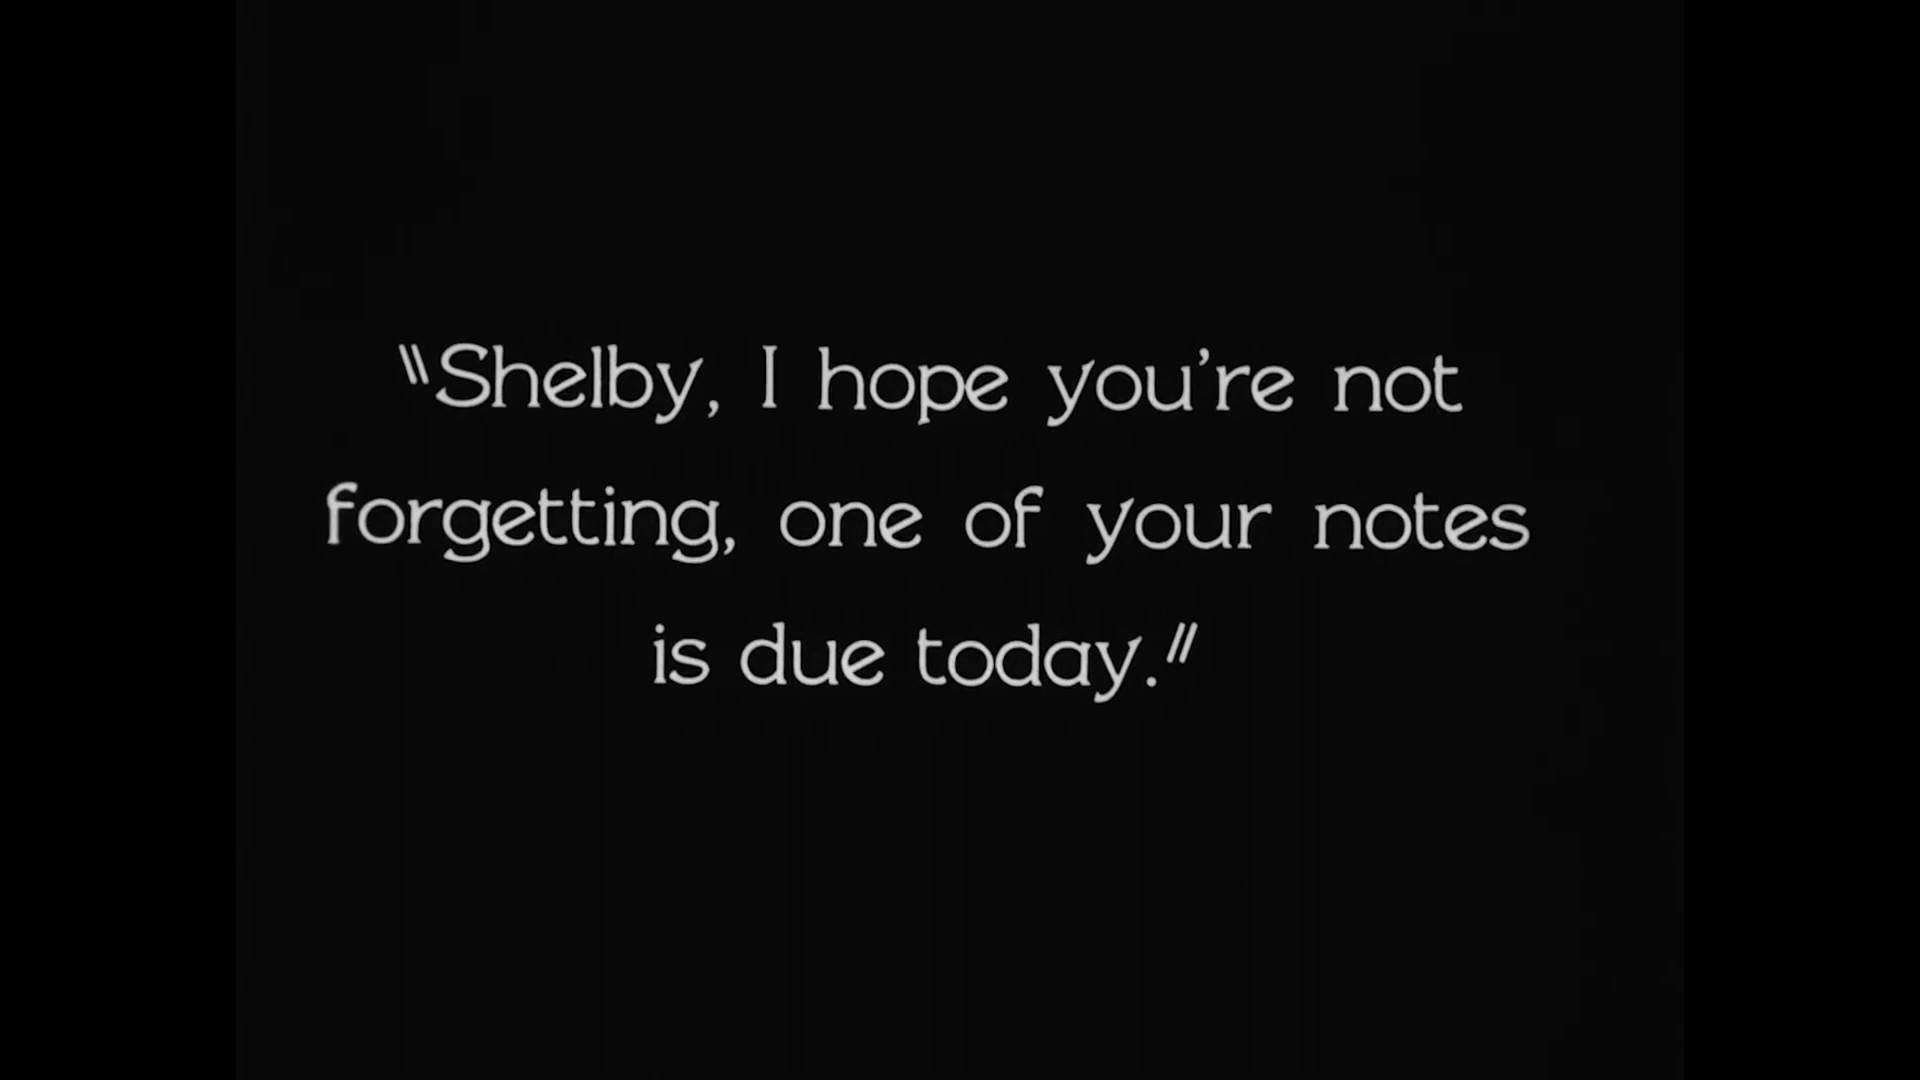 "Shelby, I hope you're not
forgetting, one of your notes
is due today."